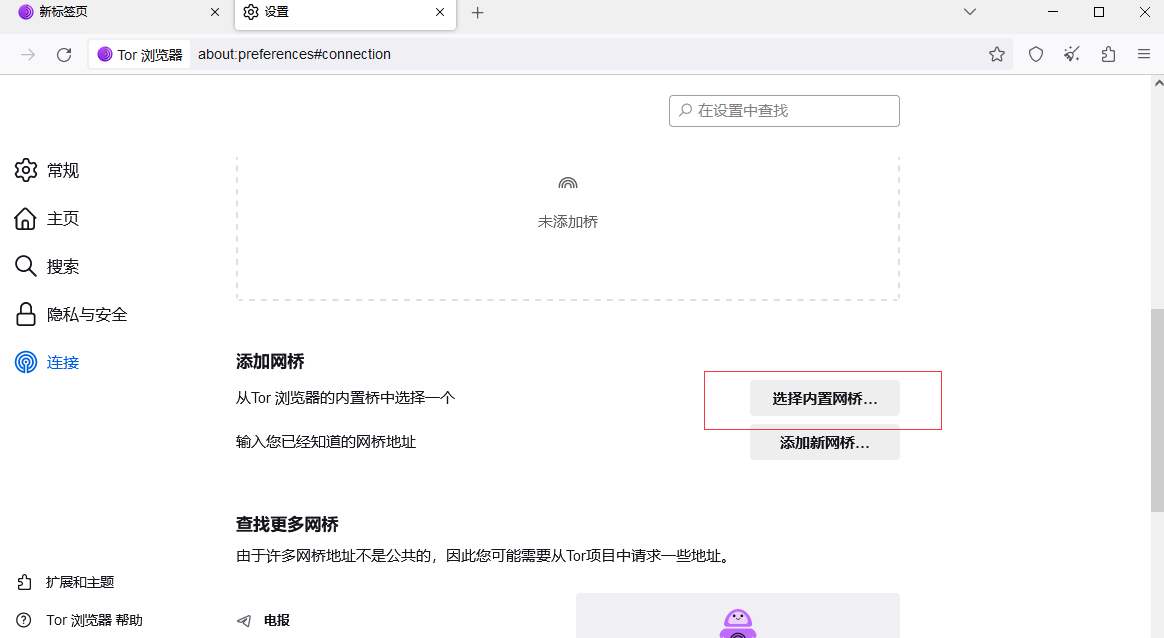 新标签页
设置
Tor 浏览器
about:preferences#connection
在设置中查找
常规
主页
搜索
隐私与安全
连接
未添加桥
添加网桥
从Tor 浏览器的内置桥中选择一个
选择内置网桥…
输入您已经知道的网桥地址
添加新网桥…
查找更多网桥
由于许多网桥地址不是公共的，因此您可能需要从Tor项目中请求一些地址。
扩展和主题
Tor 浏览器 帮助
电报